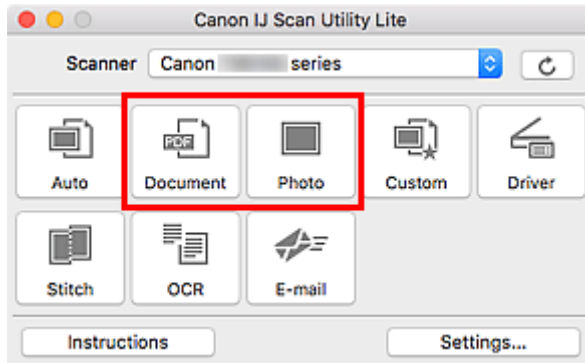 Canon IJ Scan Utility Lite
Scanner Canon series
Auto PDF Document Photo Custom Driver
Stitch OCR E-mail
Instructions Settings...